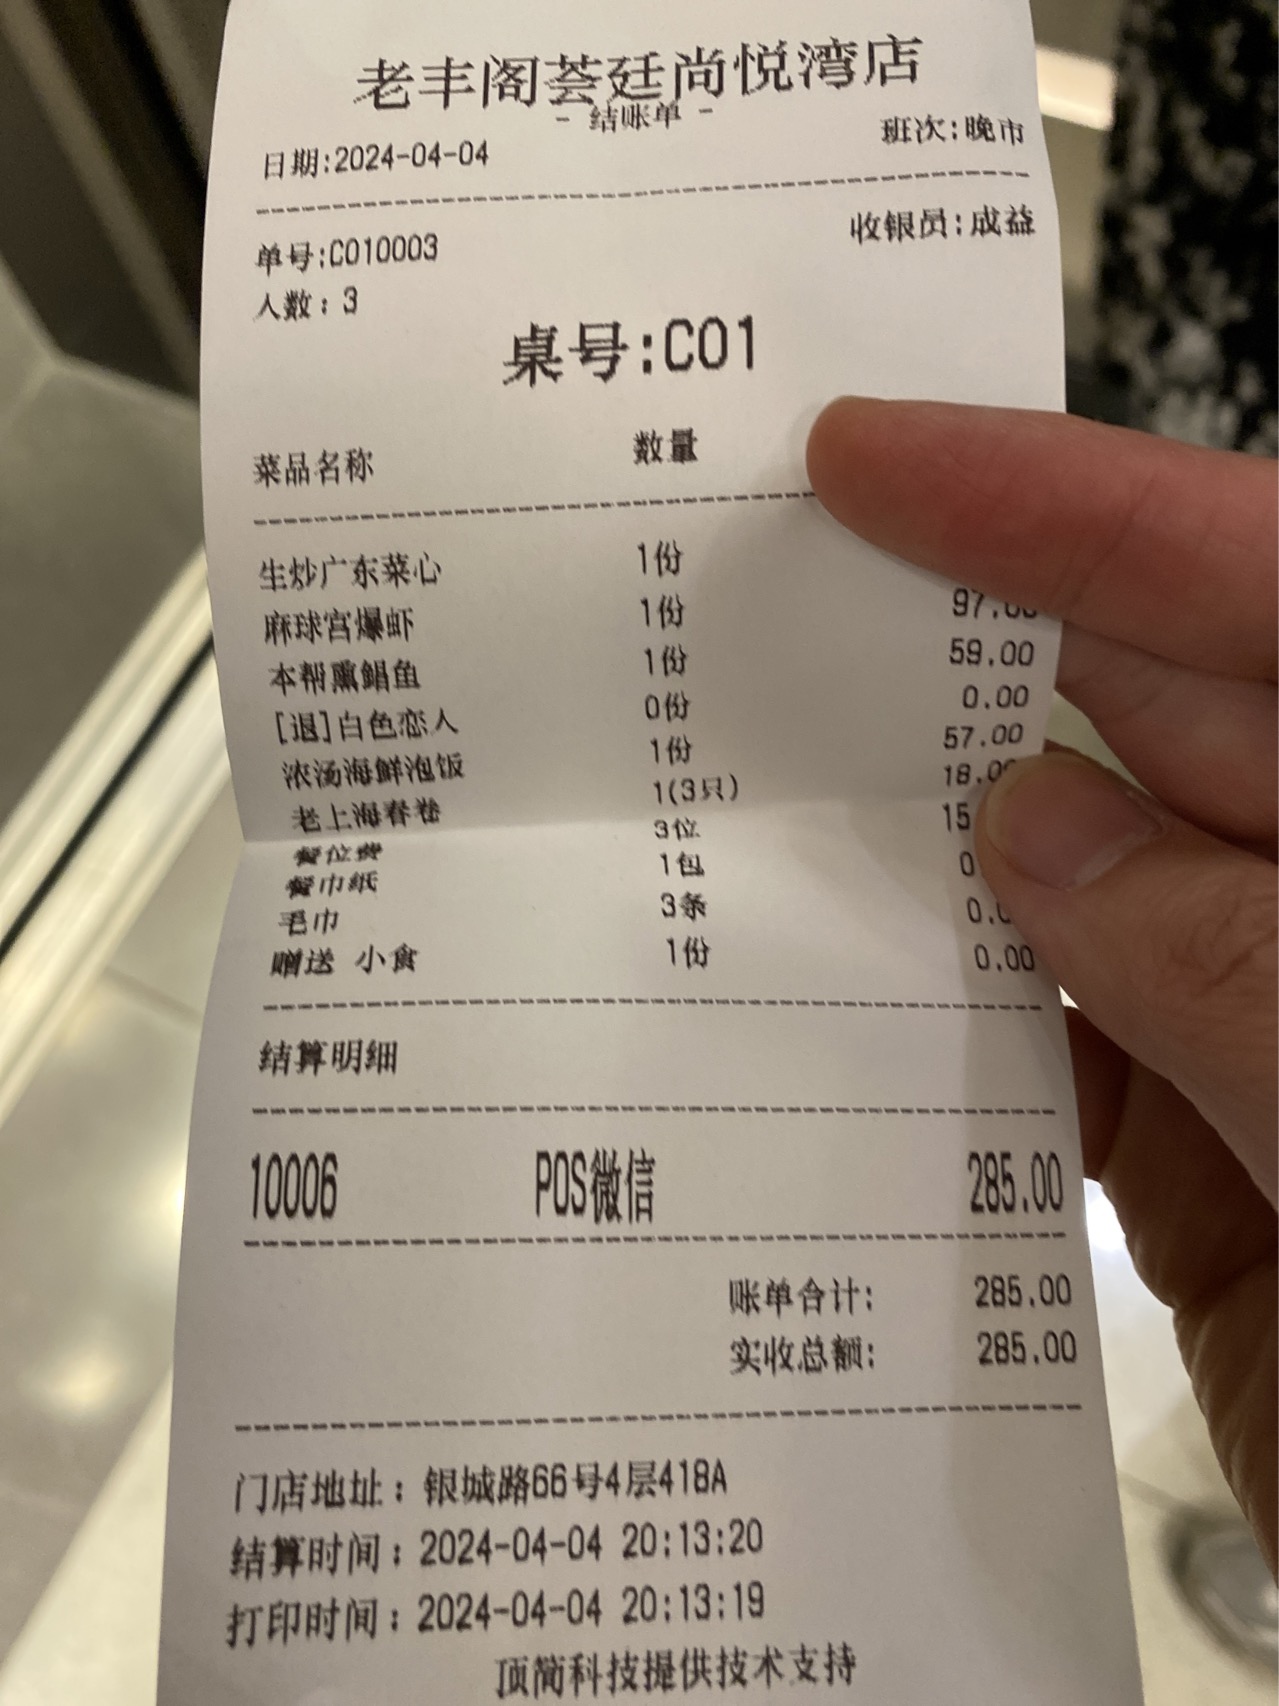 老丰阁荟廷尚悦湾店
- 结账单 -
日期:2024-04-04 班次:晚市
单号:C010003 收银员:成益
人数: 3
桌号:C01
菜品名称 数量
生炒广东菜心 1份
麻球宫爆虾 1份 97.00
本帮熏鲳鱼 1份 59.00
[退]白色恋人 0份 0.00
浓汤海鲜泡饭 1份 57.00
老上海春卷 1(3只) 18.00
餐位费 3位 15
餐巾纸 1包 0
毛巾 3条 0.0
赠送 小食 1份 0.00
结算明细
10006 POS微信 285.00
账单合计: 285.00
实收总额: 285.00
门店地址: 银城路66号4层418A
结算时间: 2024-04-04 20:13:20
打印时间: 2024-04-04 20:13:19
顶简科技提供技术支持